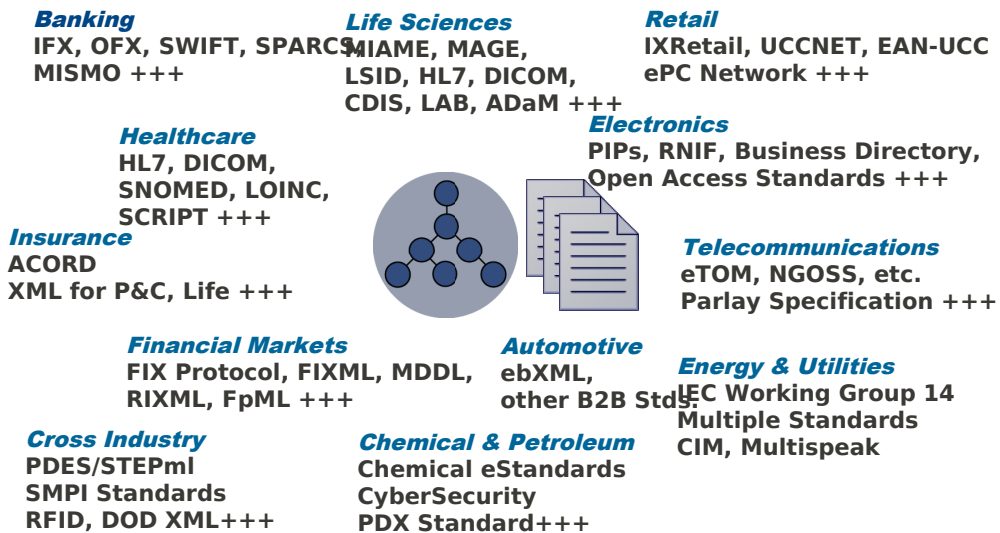 Banking
IFX, OFX, SWIFT, SPARCS,
MISMO +++
Life Sciences
MIAME, MAGE,
LSID, HL7, DICOM,
CDIS, LAB, ADaM +++
Retail
IXRetail, UCCNET, EAN-UCC
ePC Network +++
Healthcare
HL7, DICOM,
SNOMED, LOINC,
SCRIPT +++
Electronics
PIPs, RNIF, Business Directory,
Open Access Standards +++
Insurance
ACORD
XML for P&C, Life +++
Telecommunications
eTOM, NGOSS, etc.
Parlay Specification +++
Financial Markets
FIX Protocol, FIXML, MDDL,
RIXML, FpML +++
Automotive
ebXML,
other B2B Stds.
Energy & Utilities
IEC Working Group 14
Multiple Standards
CIM, Multispeak
Cross Industry
PDES/STEPml
SMPI Standards
RFID, DOD XML+++
Chemical & Petroleum
Chemical eStandards
CyberSecurity
PDX Standard+++